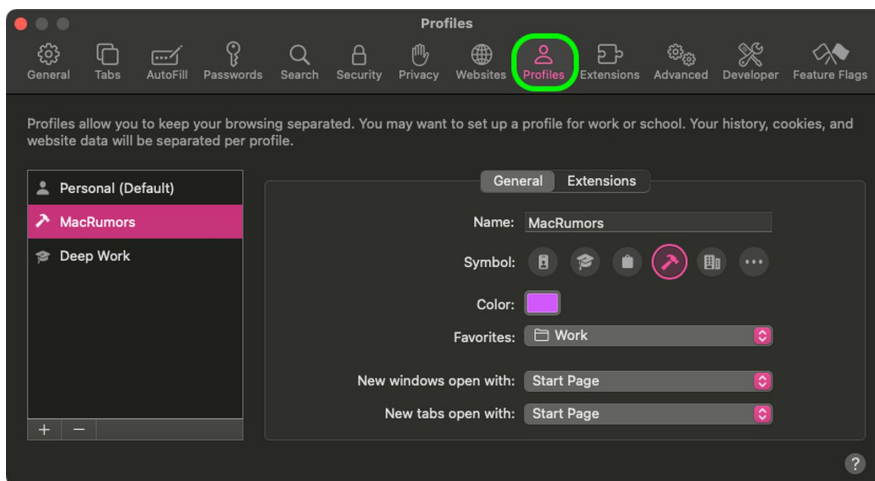 Profiles
General Tabs AutoFill Passwords Search Security Privacy Websites Profiles Extensions Advanced Developer Feature Flags
Profiles allow you to keep your browsing separated. You may want to set up a profile for work or school. Your history, cookies, and
website data will be separated per profile.
Personal (Default)
MacRumors
Deep Work
General Extensions
Name: MacRumors
Symbol:
Color:
Favorites: Work
New windows open with: Start Page
New tabs open with: Start Page
+ −
?